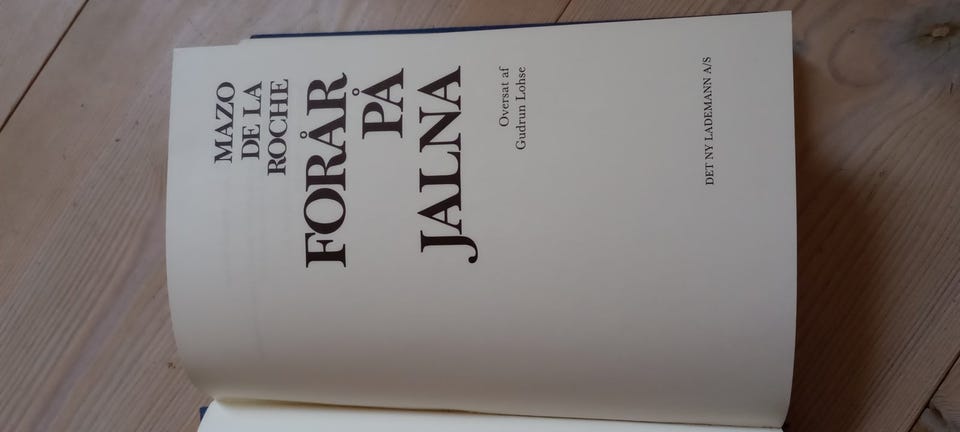 MAZO
DE LA
ROCHE
FORÅR
PÅ
JALNA
Oversat af
Gudrun Lohse
DET NY LADEMANN A/S